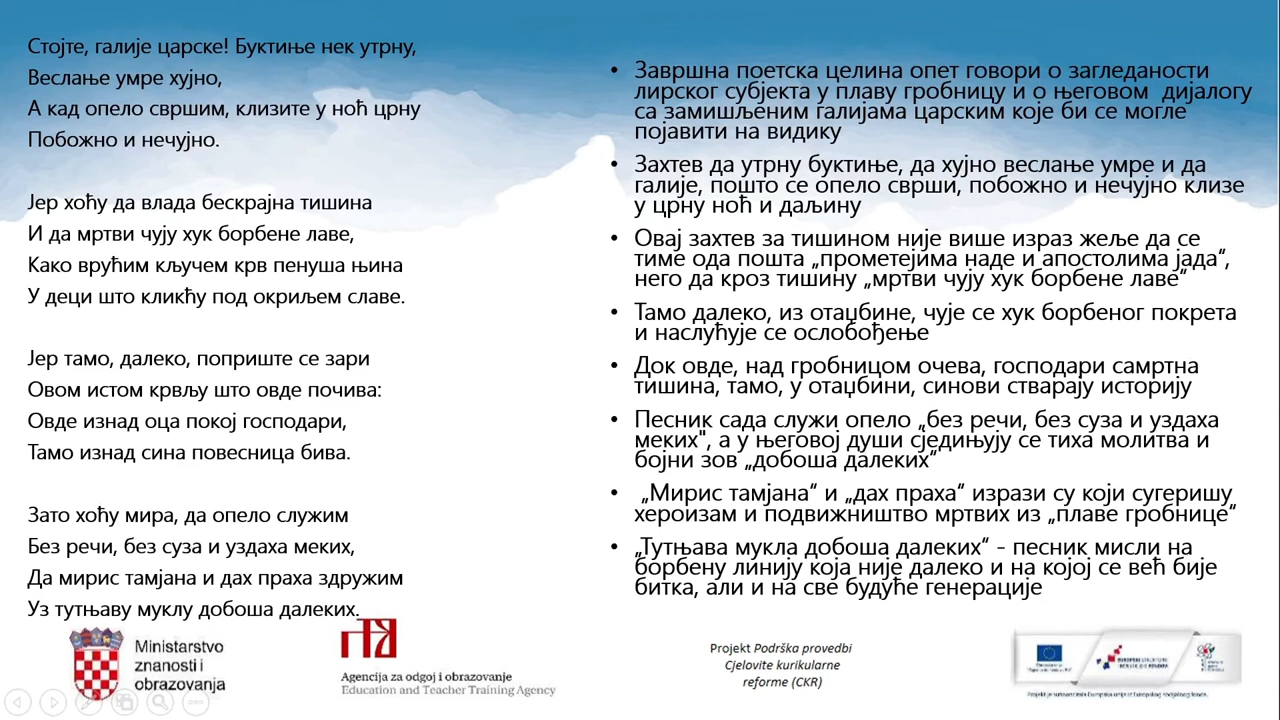 Стојте, галије царске! Буктиње нек утрну,
Веслање умре хујно,
А кад опело свршим, клизите у ноћ црну
Побожно и нечујно.
Јер хоћу да влада бескрајна тишина
И да мртви чују хук борбене лаве,
Како врућим кључем крв пенуша њина
У деци што кликћу под окриљем славе.
Јер тамо, далеко, поприште се зари
Овом истом крвљу што овде почива:
Овде изнад оца покој господари,
Тамо изнад сина повесница бива.
Зато хоћу мира, да опело служим
Без речи, без суза и уздаха меких,
Да мирис тамјана и дах праха здружим
Уз тутњаву муклу добоша далеких.
• Завршна поетска целина опет говори о загледаности
лирског субјекта у плаву гробницу и о његовом дијалогу
са замишљеним галијама царским које би се могле
појавити на видику
• Захтев да утрну буктиње, да хујно веслање умре и да
галије, пошто се опело сврши, побожно и нечујно клизе
у црну ноћ и даљину
• Овај захтев за тишином није више израз жеље да се
тиме ода пошта „прометејима наде и апостолима јада“,
него да кроз тишину „мртви чују хук борбене лаве“
• Тамо далеко, из отаџбине, чује се хук борбеног покрета
и наслућује се ослобођење
• Док овде, над гробницом очева, господари самртна
тишина, тамо, у отаџбини, синови стварају историју
• Песник сада служи опело „без речи, без суза и уздаха
меких", а у његовој души сједињују се тиха молитва и
бојни зов „добоша далеких“
• „Мирис тамјана“ и „дах праха“ изрази су који сугеришу
хероизам и подвижништво мртвих из „плаве гробнице“
• „Тутњава мукла добоша далеких“ - песник мисли на
борбену линију која није далеко и на којој се већ бије
битка, али и на све будуће генерације
Ministarstvo
znanosti i
obrazovanja
Agencija za odgoj i obrazovanje
Education and Teacher Training Agency
Projekt Podrška provedbi
Cjelovite kurikularne
reforme (CKR)